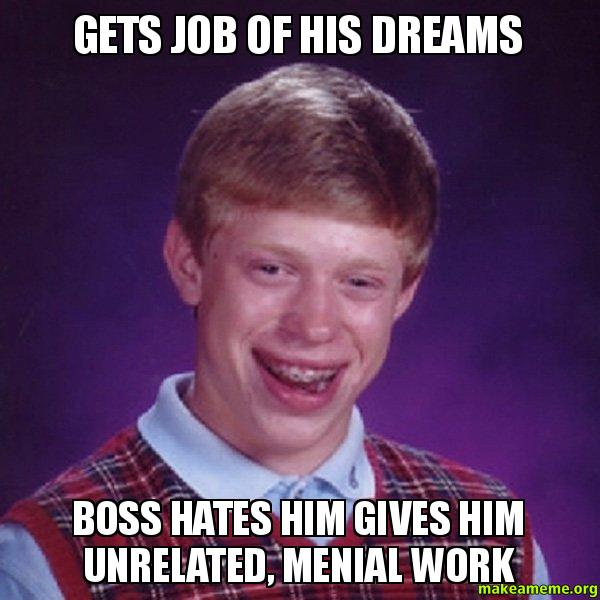 GETS JOB OF HIS DREAMS
BOSS HATES HIM GIVES HIM
UNRELATED, MENIAL WORK
makeameme.org